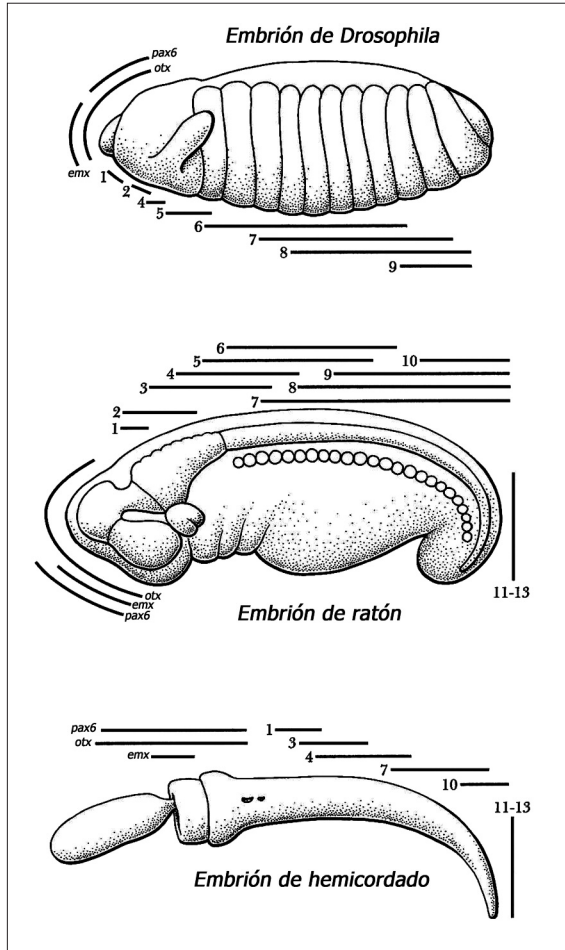 Embrión de Drosophila
pax6
otx
emx
1
2
4
5
6
7
8
9
6
5 10
4 9
3 8
7
2
1
11-13
otx
emx
pax6
Embrión de ratón
pax6 1
otx 3
emx 4
7
10
11-13
Embrión de hemicordado